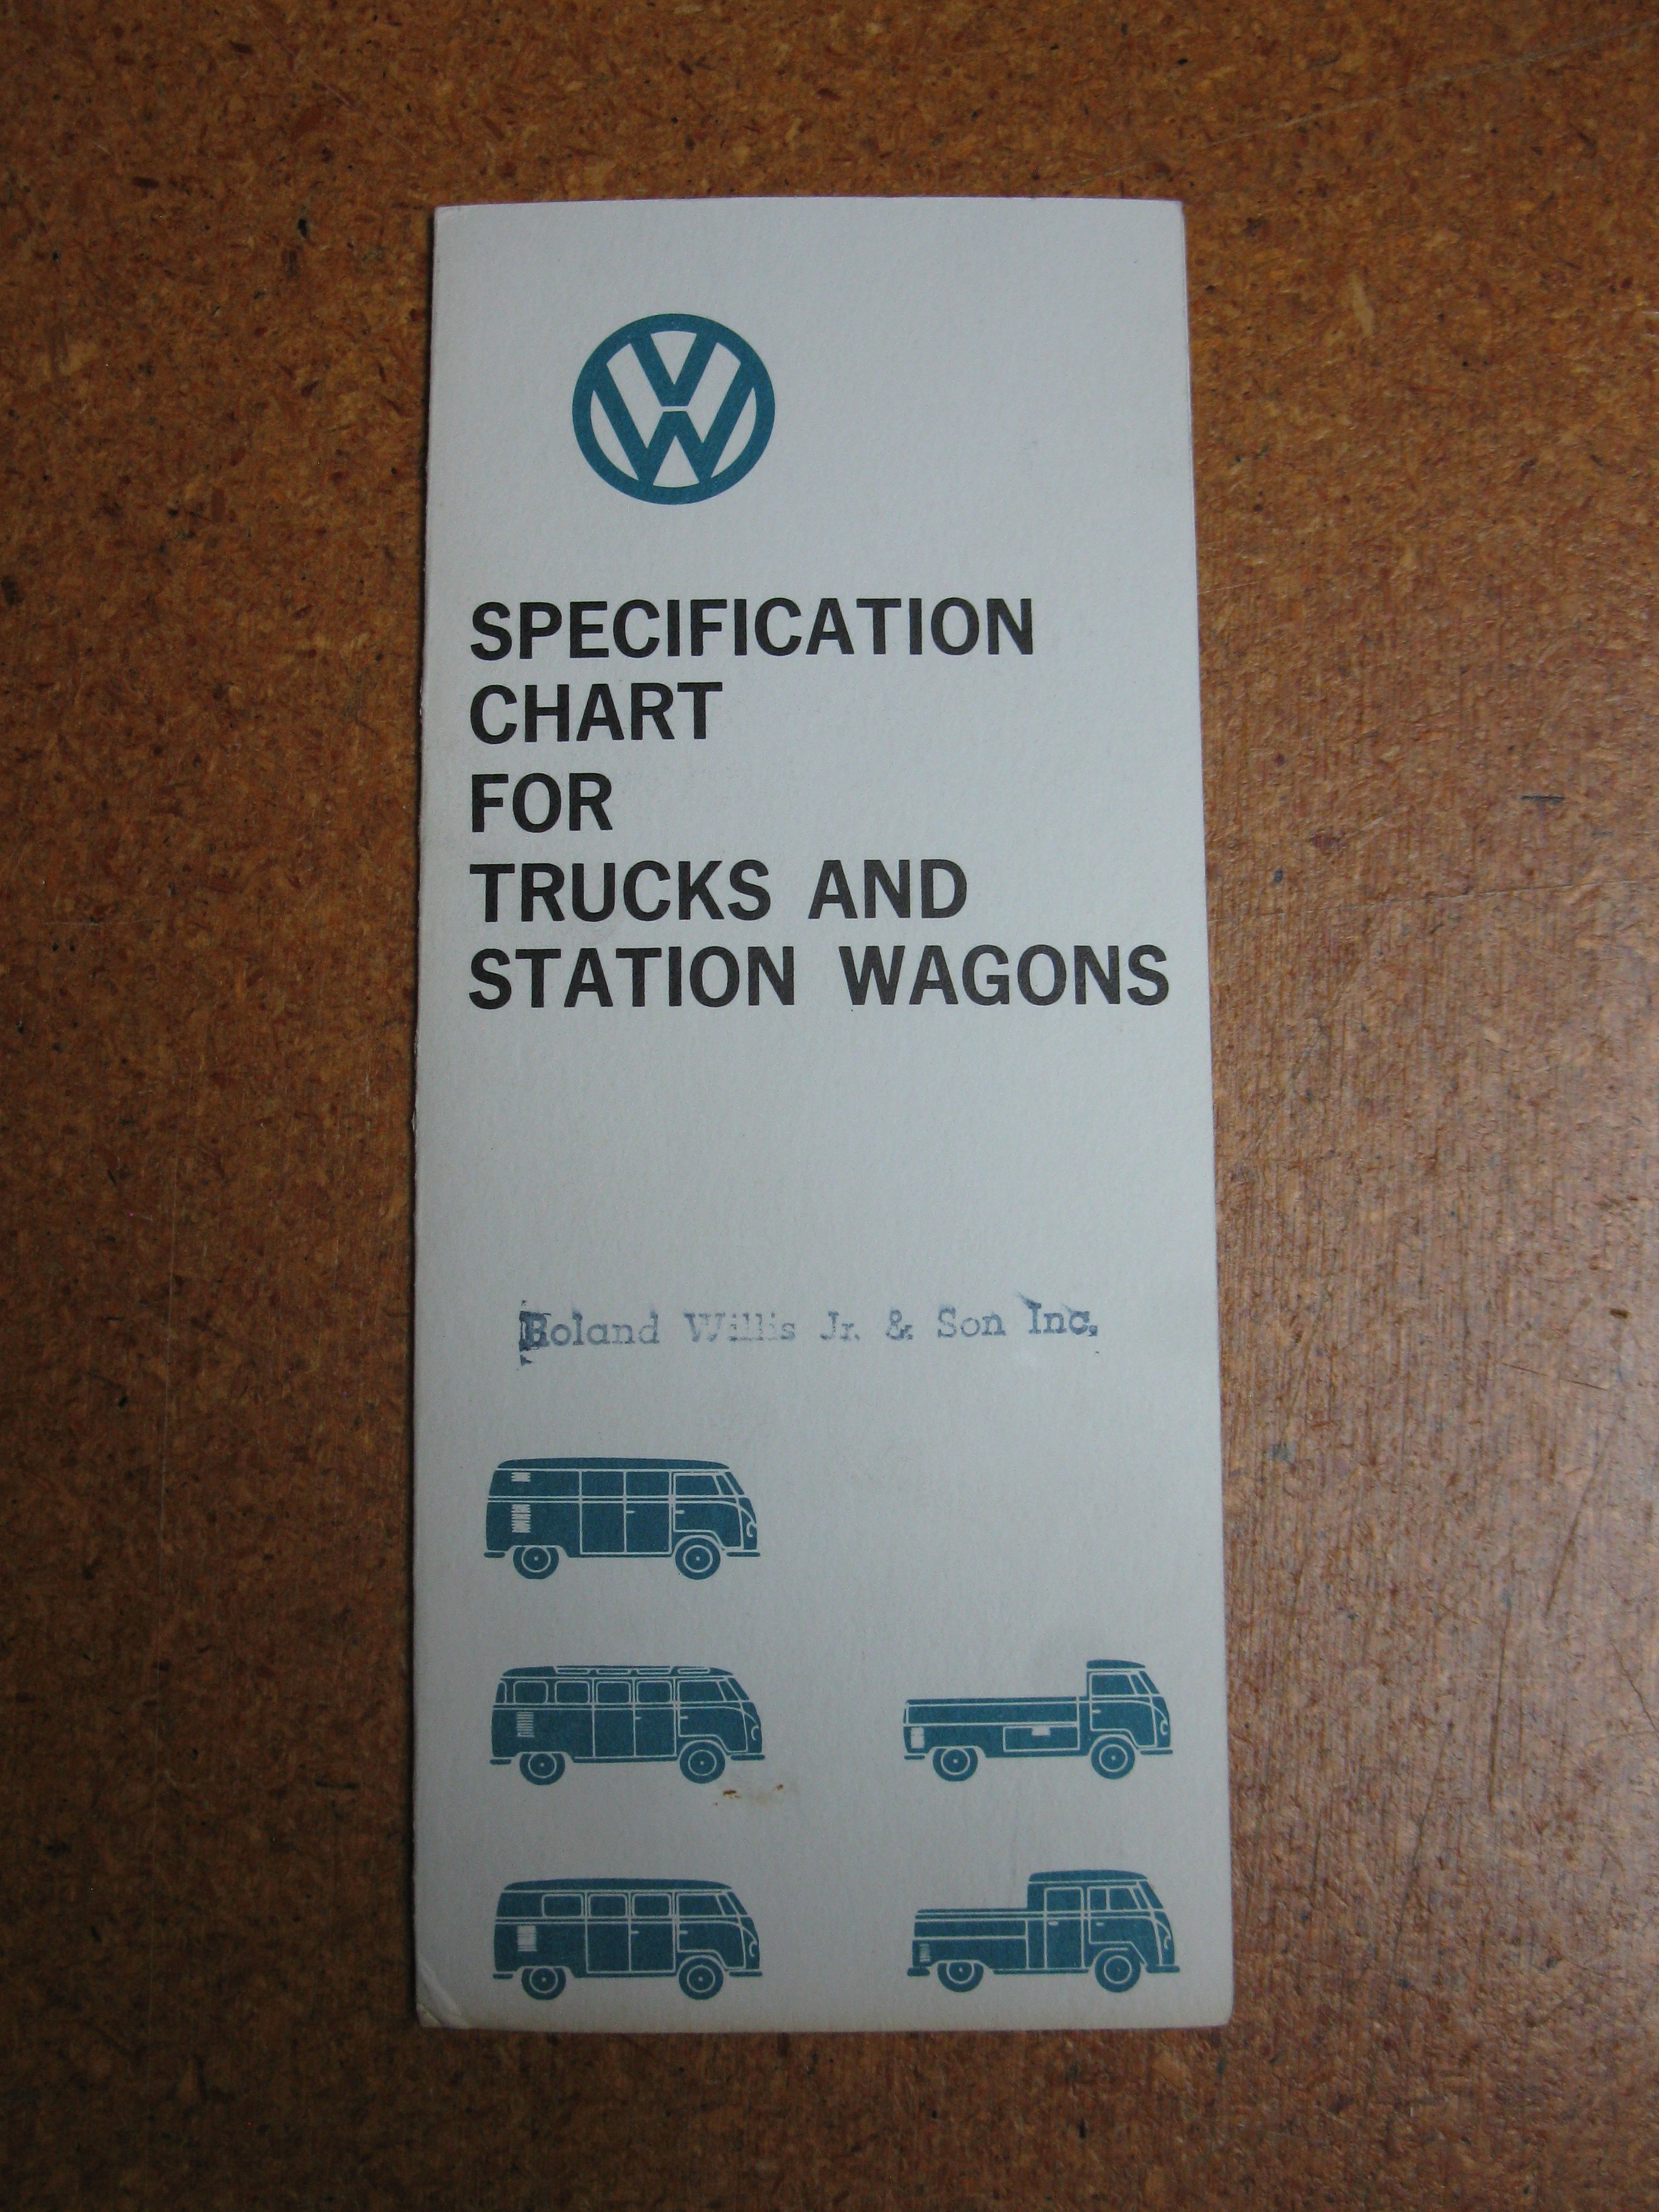 VW
SPECIFICATION
CHART
FOR
TRUCKS AND
STATION WAGONS
Roland Willis Jr. & Son Inc.